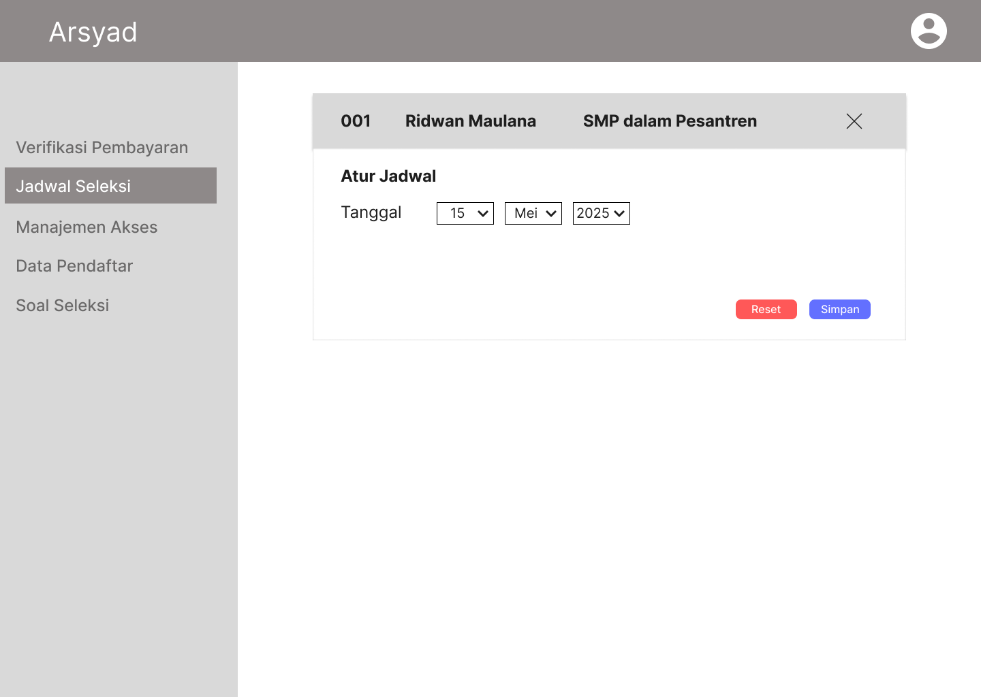 Arsyad
Verifikasi Pembayaran
Jadwal Seleksi
Manajemen Akses
Data Pendaftar
Soal Seleksi
001 Ridwan Maulana SMP dalam Pesantren
Atur Jadwal
Tanggal 15 Mei 2025
Reset Simpan